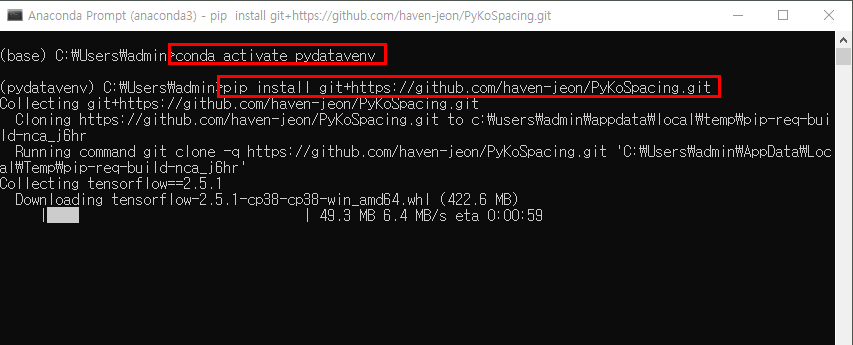 Anaconda Prompt (anaconda3) - pip  install git+https://github.com/haven-jeon/PyKoSpacing.git
(base) C:₩Users₩admin>conda activate pydatavenv
(pydatavenv) C:₩Users₩admin>pip install git+https://github.com/haven-jeon/PyKoSpacing.git
Collecting git+https://github.com/haven-jeon/PyKoSpacing.git
  Cloning https://github.com/haven-jeon/PyKoSpacing.git to c:₩users₩admin₩appdata₩local₩temp₩pip-req-bui
ld-nca_j6hr
  Running command git clone -q https://github.com/haven-jeon/PyKoSpacing.git 'C:₩Users₩admin₩AppData₩Loc
al₩Temp₩pip-req-build-nca_j6hr'
Collecting tensorflow==2.5.1
  Downloading tensorflow-2.5.1-cp38-cp38-win_amd64.whl (422.6 MB)
     |                                | 49.3 MB 6.4 MB/s eta 0:00:59